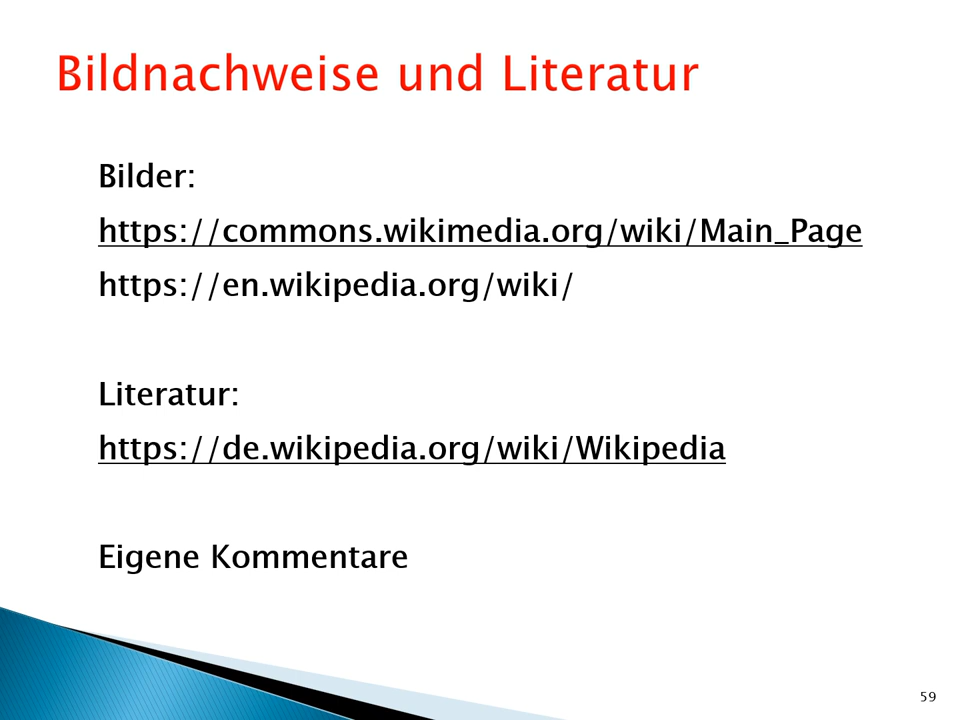 Bildnachweise und Literatur
Bilder:
https://commons.wikimedia.org/wiki/Main_Page
https://en.wikipedia.org/wiki/
Literatur:
https://de.wikipedia.org/wiki/Wikipedia
Eigene Kommentare
59